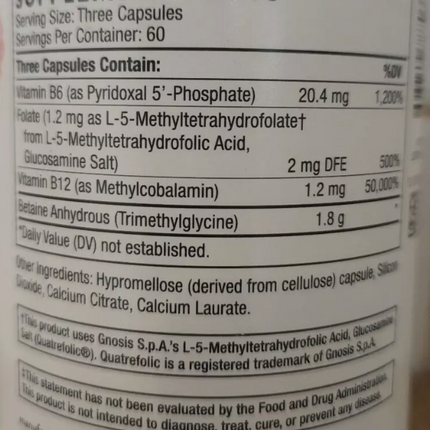 Serving Size: Three Capsules
Servings Per Container: 60
Three Capsules Contain: %DV
Vitamin B6 (as Pyridoxal 5'-Phosphate) 20.4 mg 1,200%
Folate (1.2 mg as L-5-Methyltetrahydrofolate†
from L-5-Methyltetrahydrofolic Acid,
Glucosamine Salt) 2 mg DFE 500%
Vitamin B12 (as Methylcobalamin) 1.2 mg 50,000%
Betaine Anhydrous (Trimethylglycine) 1.8 g *
*Daily Value (DV) not established.
Other Ingredients: Hypromellose (derived from cellulose) capsule, Silicon
Dioxide, Calcium Citrate, Calcium Laurate.
†This product uses Gnosis S.p.A.'s L-5-Methyltetrahydrofolic Acid, Glucosamine
Salt (Quatrefolic®). Quatrefolic is a registered trademark of Gnosis S.p.A.
‡This statement has not been evaluated by the Food and Drug Administration.
This product is not intended to diagnose, treat, cure, or prevent any disease.